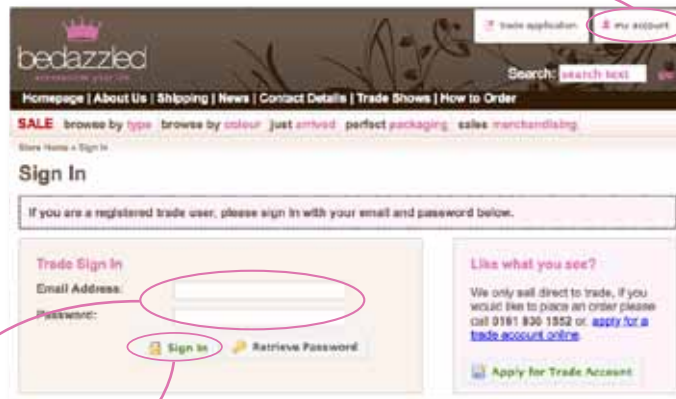 trade application
my account
bedazzled
accessorise your life
Search: search text go
Homepage | About Us | Shipping | News | Contact Details | Trade Shows | How to Order
SALE browse by type browse by colour just arrived perfect packaging sales merchandising
Store Home » Sign In
Sign In
If you are a registered trade user, please sign in with your email and password below.
Trade Sign In
Email Address:
Password:
Sign In
Retrieve Password
Like what you see?
We only sell direct to trade, if you
would like to place an order please
call 0161 830 1552 or, apply for a
trade account online.
Apply for Trade Account